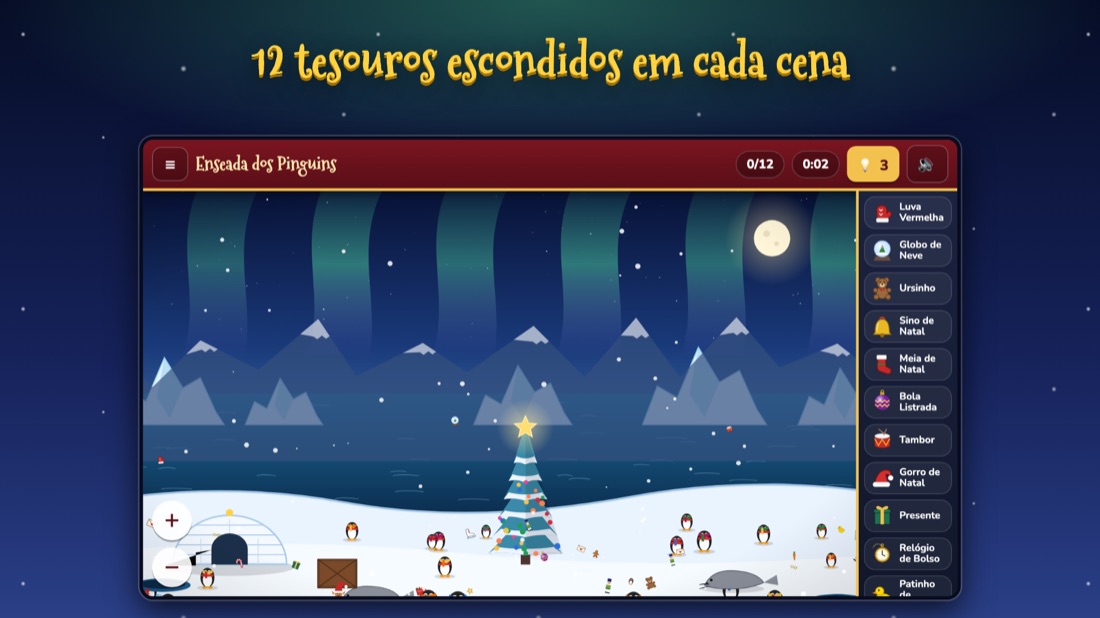 12 tesouros escondidos em cada cena
Enseada dos Pinguins
0/12
0:02
3
Luva
Vermelha
Globo de
Neve
Ursinho
Sino de
Natal
Meia de
Natal
Bola
Listrada
Tambor
Gorro de
Natal
Presente
Relógio
de Bolso
Patinho
de